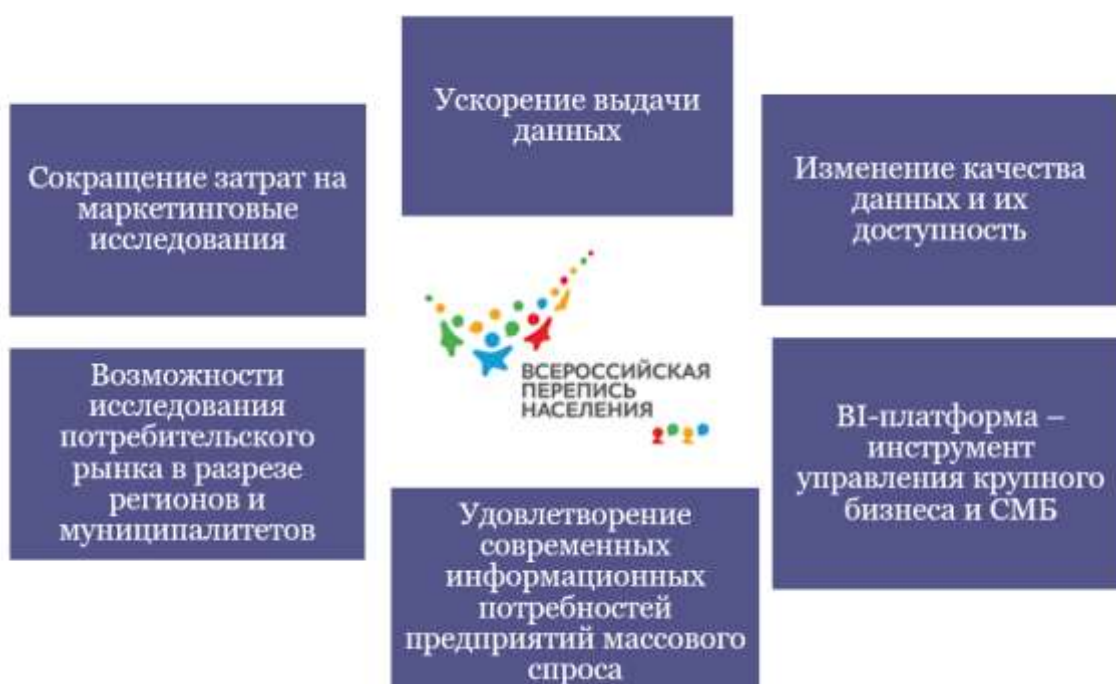 Ускорение выдачи
данных
Сокращение затрат на
маркетинговые
исследования
Изменение качества
данных и их
доступность
ВСЕРОССИЙСКАЯ
ПЕРЕПИСЬ
НАСЕЛЕНИЯ
Возможности
исследования
потребительского
рынка в разрезе
регионов и
муниципалитетов
BI-платформа –
инструмент
управления крупного
бизнеса и СМБ
Удовлетворение
современных
информационных
потребностей
предприятий массового
спроса